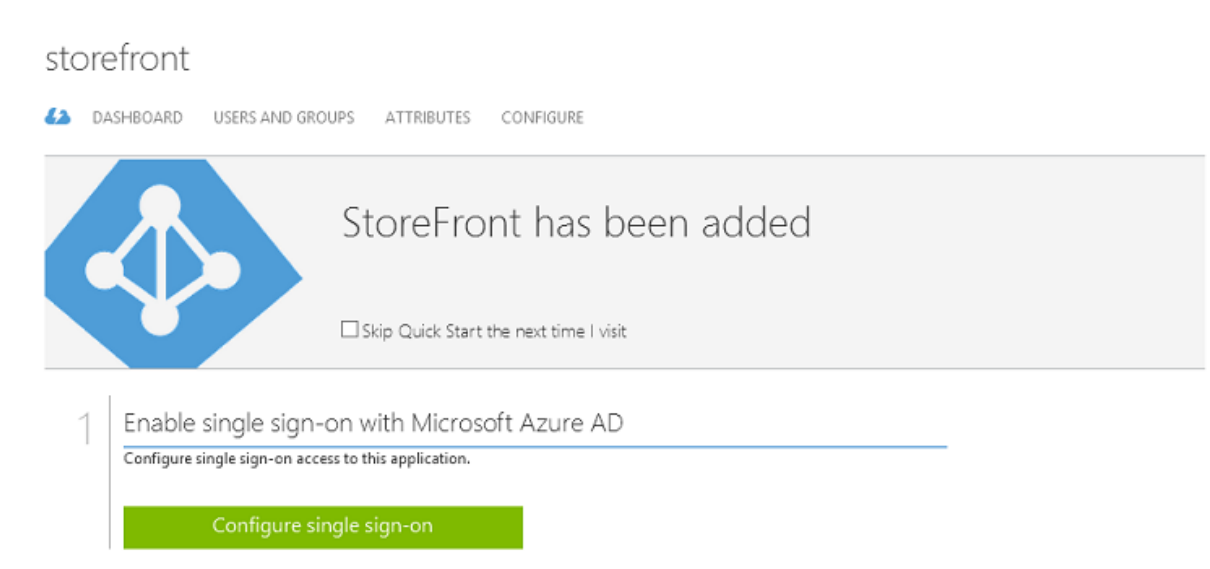 storefront
DASHBOARD USERS AND GROUPS ATTRIBUTES CONFIGURE
StoreFront has been added
Skip Quick Start the next time I visit
1 Enable single sign-on with Microsoft Azure AD
Configure single sign-on access to this application.
Configure single sign-on